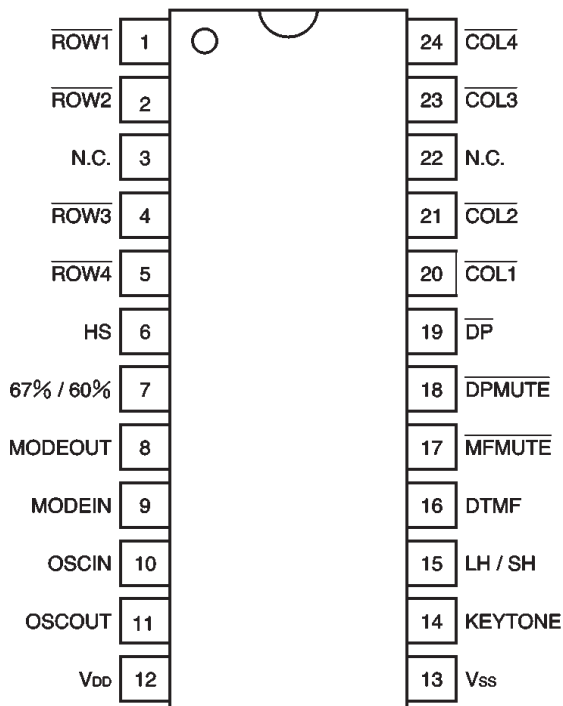 ROW1 1 24 COL4
ROW2 2 23 COL3
N.C. 3 22 N.C.
ROW3 4 21 COL2
ROW4 5 20 COL1
HS 6 19 DP
67% / 60% 7 18 DPMUTE
MODEOUT 8 17 MFMUTE
MODEIN 9 16 DTMF
OSCIN 10 15 LH / SH
OSCOUT 11 14 KEYTONE
VDD 12 13 VSS